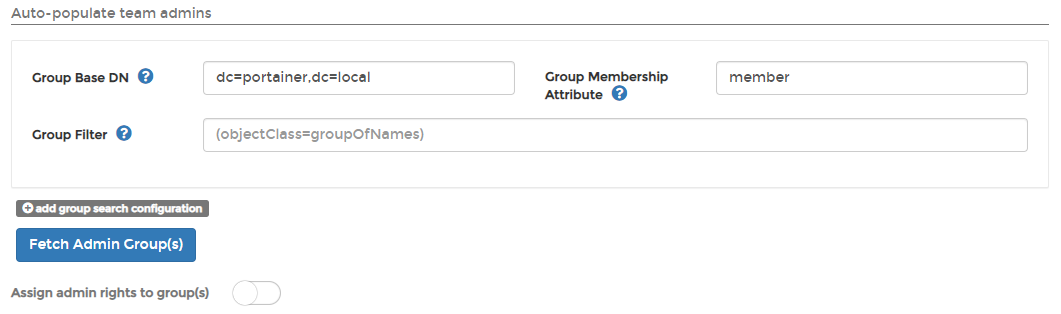 Auto-populate team admins
Group Base DN ? dc=portainer,dc=local Group Membership Attribute ? member
Group Filter ? (objectClass=groupOfNames)
add group search configuration
Fetch Admin Group(s)
Assign admin rights to group(s)